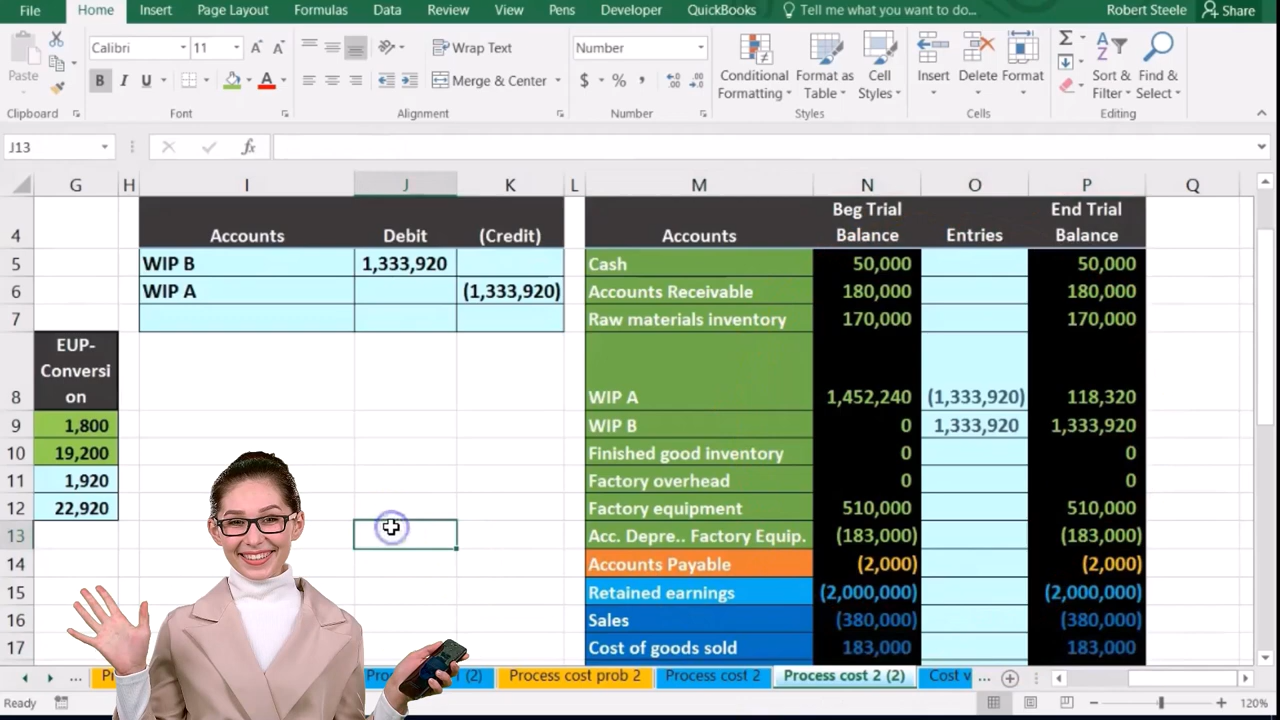 File Home Insert Page Layout Formulas Data Review View Pens Developer QuickBooks Tell me what you want to do... Robert Steele Share
Paste Calibri 11 A A Wrap Text Number Conditional Formatting Format as Table Cell Styles Insert Delete Format Sort & Filter Find & Select
B I U A Merge & Center $ % ,
Clipboard Font Alignment Number Styles Cells Editing
J13 fx
G H I J K L M N O P Q
4 Accounts Debit (Credit) Accounts Beg Trial Balance Entries End Trial Balance
5 WIP B 1,333,920 Cash 50,000 50,000
6 WIP A (1,333,920) Accounts Receivable 180,000 180,000
7 Raw materials inventory 170,000 170,000
8 EUP-Conversion WIP A 1,452,240 (1,333,920) 118,320
9 1,800 WIP B 0 1,333,920 1,333,920
10 19,200 Finished good inventory 0 0
11 1,920 Factory overhead 0 0
12 22,920 Factory equipment 510,000 510,000
13 Acc. Depre.. Factory Equip. (183,000) (183,000)
14 Accounts Payable (2,000) (2,000)
15 Retained earnings (2,000,000) (2,000,000)
16 Sales (380,000) (380,000)
17 Cost of goods sold 183,000 183,000
... (2) Process cost prob 2 Process cost 2 Process cost 2 (2) Cost v ...
Ready 120%